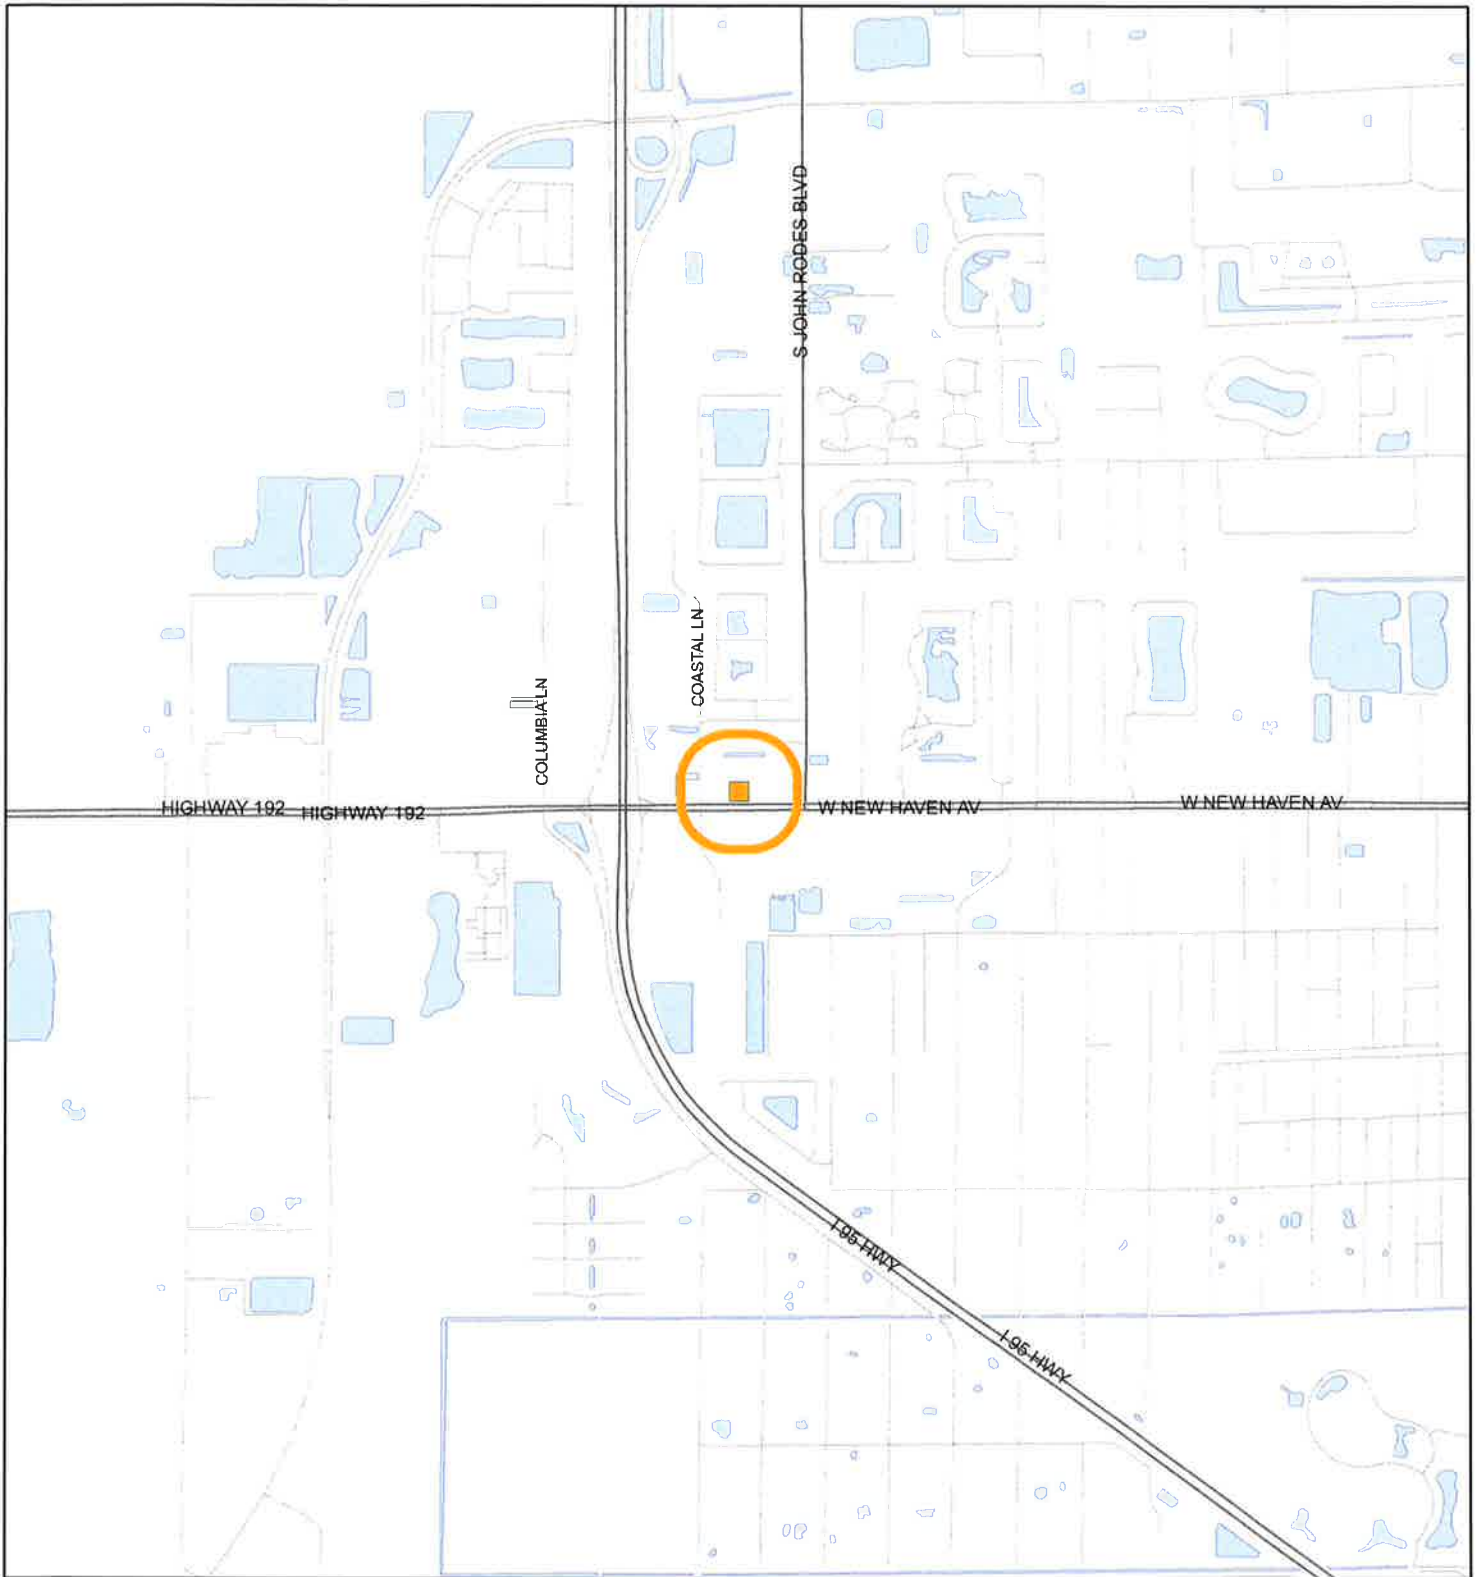 S JOHN RODES BLVD
COASTAL LN
COLUMBIA LN
HIGHWAY 192
HIGHWAY 192
W NEW HAVEN AV
W NEW HAVEN AV
I 95 HWY
I 95 HWY